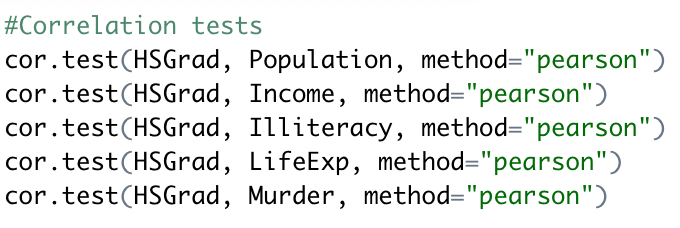 #Correlation tests
cor.test(HSGrad, Population, method="pearson")
cor.test(HSGrad, Income, method="pearson")
cor.test(HSGrad, Illiteracy, method="pearson")
cor.test(HSGrad, LifeExp, method="pearson")
cor.test(HSGrad, Murder, method="pearson")